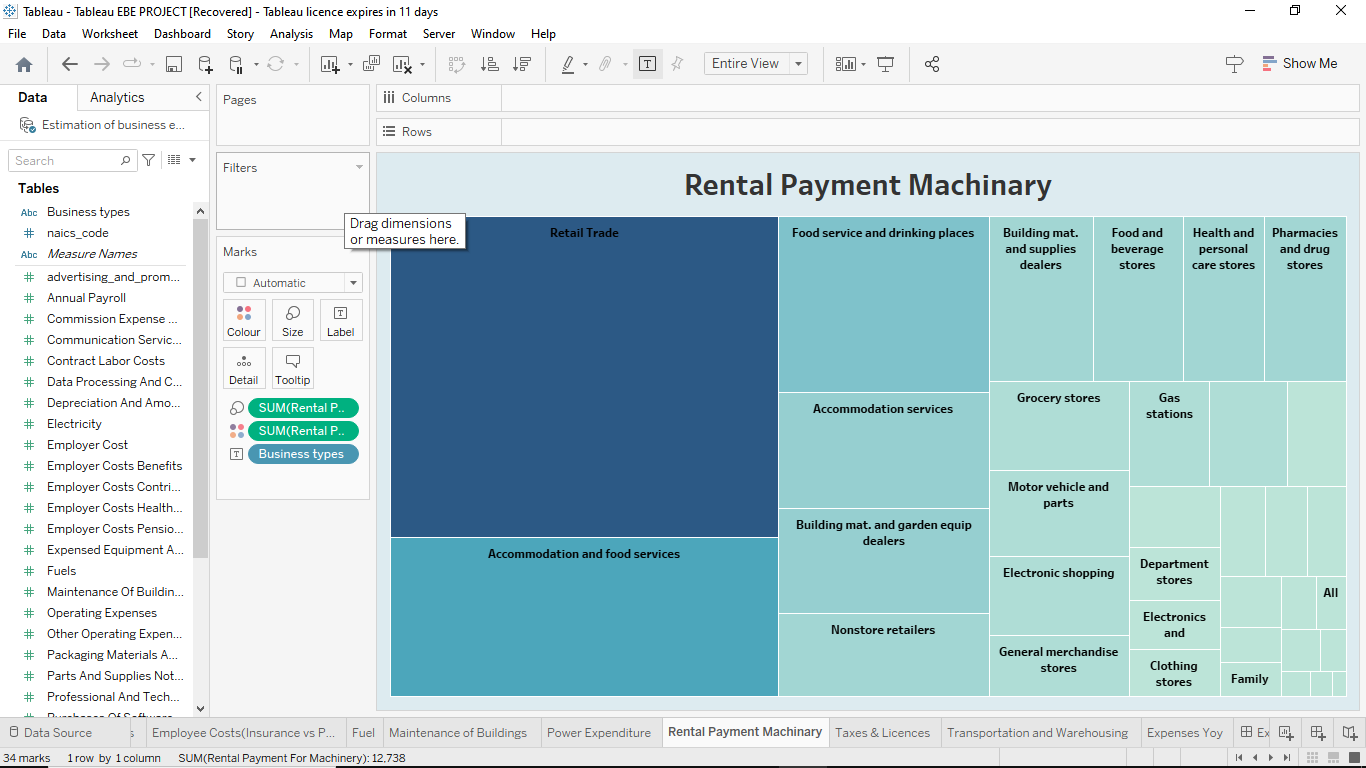 Tableau - Tableau EBE PROJECT [Recovered] - Tableau licence expires in 11 days
File Data Worksheet Dashboard Story Analysis Map Format Server Window Help
Entire View
Show Me
Data Analytics
Estimation of business e...
Search
Tables
Abc Business types
# naics_code
Abc Measure Names
# advertising_and_prom...
# Annual Payroll
# Commission Expense ...
# Communication Servic...
# Contract Labor Costs
# Data Processing And C...
# Depreciation And Amo...
# Electricity
# Employer Cost
# Employer Costs Benefits
# Employer Costs Contri...
# Employer Costs Health...
# Employer Costs Pensio...
# Expensed Equipment A...
# Fuels
# Maintenance Of Buildin...
# Operating Expenses
# Other Operating Expen...
# Packaging Materials A...
# Parts And Supplies Not...
# Professional And Tech...
# Purchase Of Software
Pages
Filters
Drag dimensions
or measures here.
Marks
Automatic
Colour Size Label
Detail Tooltip
SUM(Rental P..
SUM(Rental P..
Business types
Columns
Rows
Rental Payment Machinary
Retail Trade
Accommodation and food services
Food service and drinking places
Accommodation services
Building mat. and garden equip
dealers
Nonstore retailers
Building mat.
and supplies
dealers
Food and
beverage
stores
Health and
personal
care stores
Pharmacies
and drug
stores
Grocery stores
Motor vehicle and
parts
Electronic shopping
General merchandise
stores
Gas
stations
Department
stores
Electronics
and
Clothing
stores
Family
All
Data Source
s
Employee Costs(Insurance vs P...
Fuel
Maintenance of Buildings
Power Expenditure
Rental Payment Machinary
Taxes & Licences
Transportation and Warehousing
Expenses Yoy
Ex
34 marks 1 row by 1 column SUM(Rental Payment For Machinery): 12,738